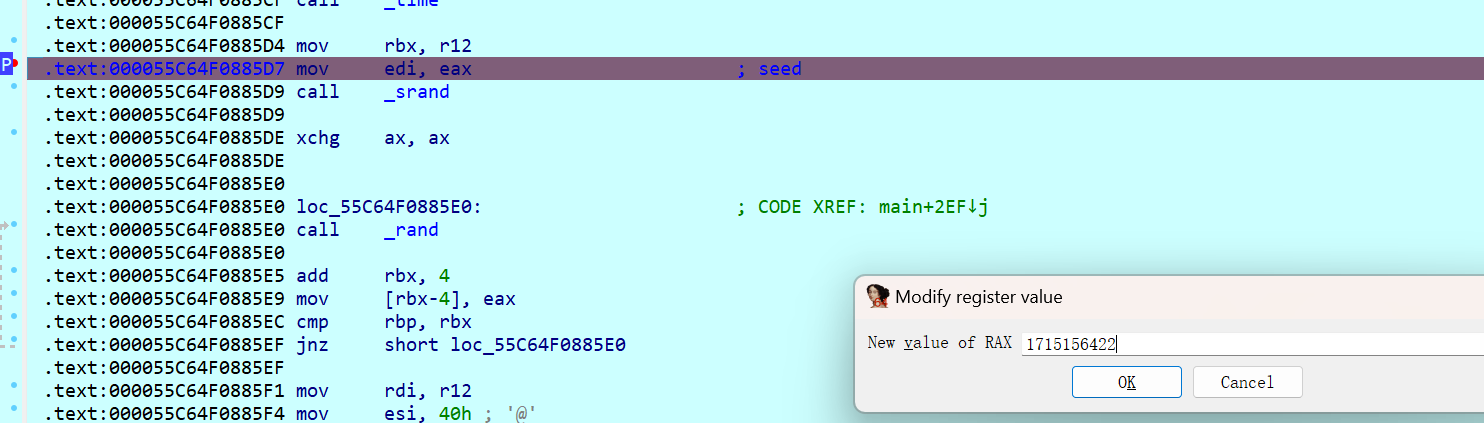 .text:000055C64F0885CF call    _time
.text:000055C64F0885CF
.text:000055C64F0885D4 mov     rbx, r12
P .text:000055C64F0885D7 mov     edi, eax                        ; seed
.text:000055C64F0885D9 call    _srand
.text:000055C64F0885D9
.text:000055C64F0885DE xchg    ax, ax
.text:000055C64F0885DE
.text:000055C64F0885E0
.text:000055C64F0885E0 loc_55C64F0885E0:                       ; CODE XREF: main+2EF↓j
.text:000055C64F0885E0 call    _rand
.text:000055C64F0885E0
.text:000055C64F0885E5 add     rbx, 4
.text:000055C64F0885E9 mov     [rbx-4], eax
.text:000055C64F0885EC cmp     rbp, rbx
.text:000055C64F0885EF jnz     short loc_55C64F0885E0
.text:000055C64F0885EF
.text:000055C64F0885F1 mov     rdi, r12
.text:000055C64F0885F4 mov     esi, 40h ; '@'
Modify register value
New value of RAX 1715156422
OK Cancel